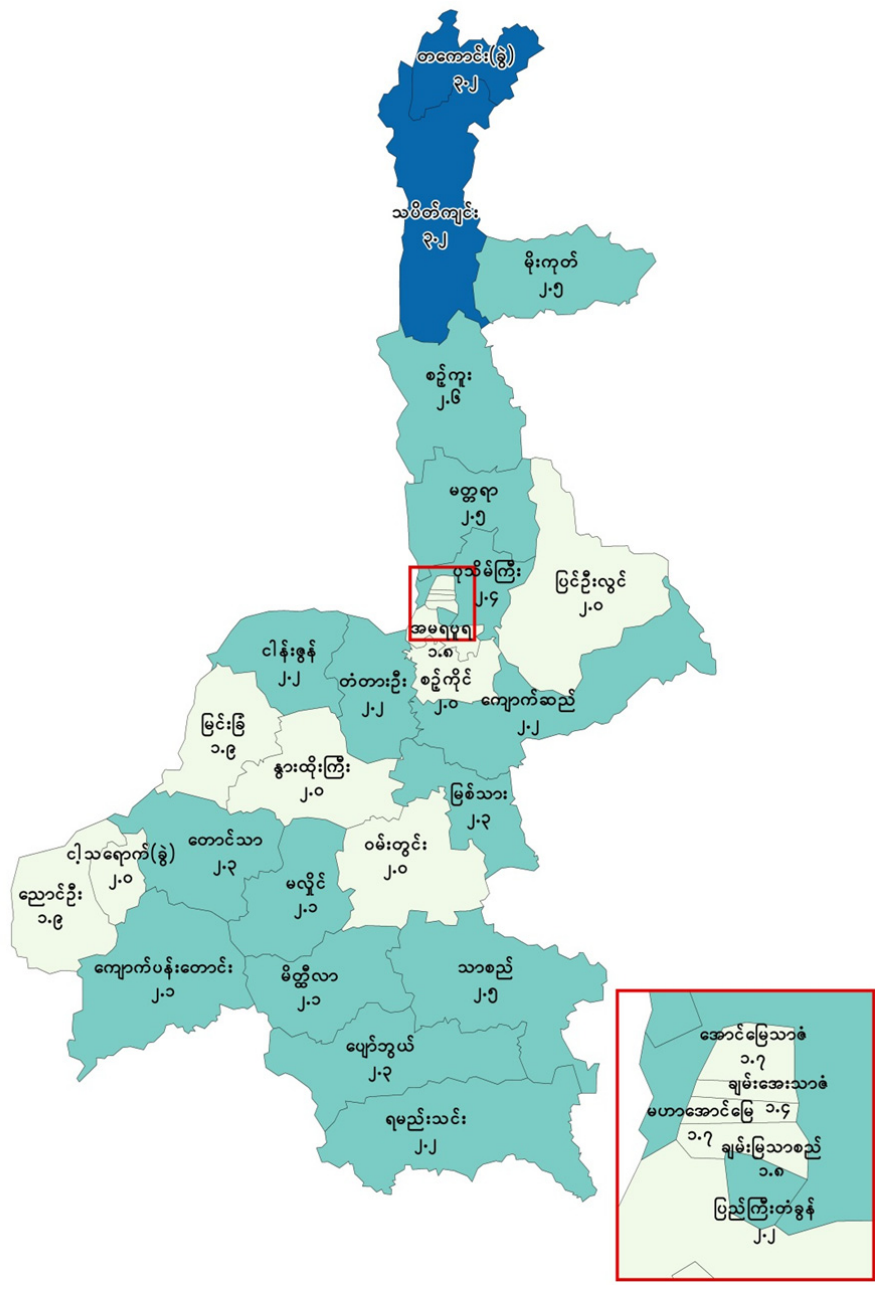 တကောင်း(ခွဲ)
၃.၂
သပိတ်ကျင်း
၃.၂
မိုးကုတ်
၂.၅
စဉ့်ကူး
၂.၆
မတ္တရာ
၂.၅
ပုသိမ်ကြီး
၂.၄
ပြင်ဦးလွင်
၂.၀
အမရပူရ
၁.၈
ငါန်းဇွန်
၂.၂
တံတားဦး
၂.၂
စဉ့်ကိုင်
၂.၀
ကျောက်ဆည်
၂.၂
မြင်းခြံ
၁.၉
နွားထိုးကြီး
၂.၀
မြစ်သား
၂.၃
တောင်သာ
၂.၃
ဝမ်းတွင်း
၂.၀
ငါ့သရောက်(ခွဲ)
၂.၀
မလှိုင်
၂.၁
ညောင်ဦး
၁.၉
ကျောက်ပန်းတောင်း
၂.၁
မိတ္ထီလာ
၂.၁
သာစည်
၂.၅
ပျော်ဘွယ်
၂.၃
ရမည်းသင်း
၂.၂
အောင်မြေသာဇံ
၁.၇
ချမ်းအေးသာဇံ
၁.၄
မဟာအောင်မြေ
၁.၇
ချမ်းမြသာစည်
၁.၈
ပြည်ကြီးတံခွန်
၂.၂